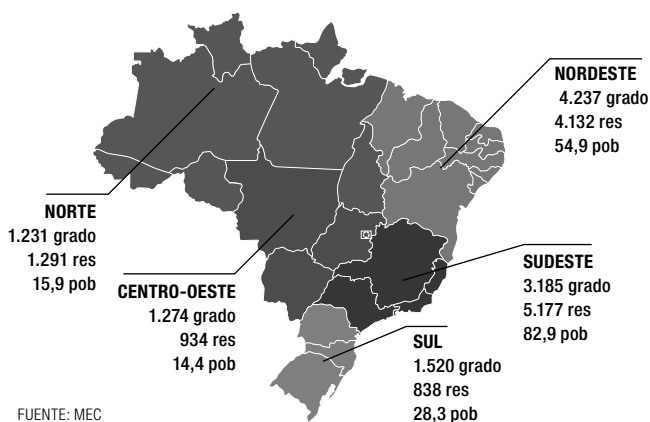 NORDESTE
4.237 grado
4.132 res
54,9 pob
NORTE
1.231 grado
1.291 res
15,9 pob
CENTRO-OESTE
1.274 grado
934 res
14,4 pob
SUDESTE
3.185 grado
5.177 res
82,9 pob
SUL
1.520 grado
838 res
28,3 pob
FUENTE: MEC